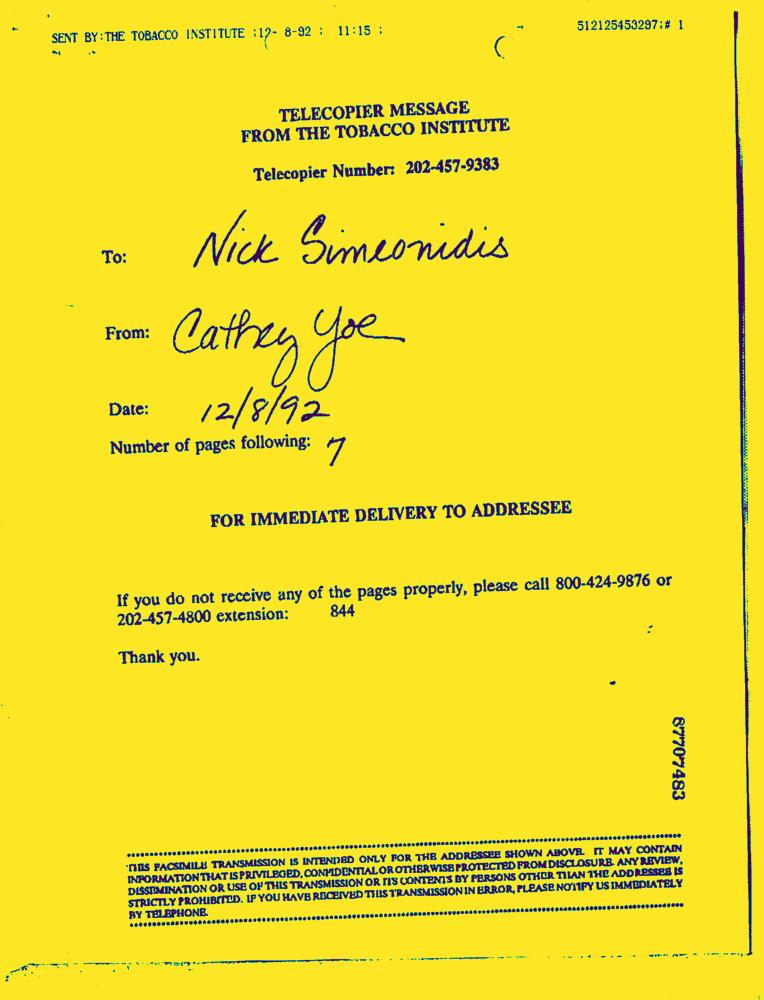 SENT BY:THE TOBACCO INSTITUTE :12- 8-92 : 11:15 :
512125453297:# 1
TELECOPIER MESSAGE
FROM THE TOBACCO INSTITUTE
Telecopier Number: 202-457-9383
To: Nick Simeonidis
From: Cathey Yoe
Date: 12/8/92
Number of pages following: 7
FOR IMMEDIATE DELIVERY TO ADDRESSEE
If you do not receive any of the pages properly, please call 800-424-9876 or
202-457-4800 extension: 844
Thank you.
87707483
THIS FACSIMILE TRANSMISSION IS INTENDED ONLY FOR THE ADDRESSEE SHOWN ABOVE. IT MAY CONTAIN
INFORMATION THAT IS PRIVILEGED, CONFIDENTIAL OR OTHERWISE PROTECTED FROM DISCLOSURE. ANY REVIEW,
DISSEMINATION OR USE OF THIS TRANSMISSION OR ITS CONTENTS BY PERSONS OTHER THAN THE ADDRESSEE IS
STRICTLY PROHIBITED. IF YOU HAVE RECEIVED THIS TRANSMISSION IN ERROR, PLEASE NOTIFY US IMMEDIATELY
BY TELEPHONE.